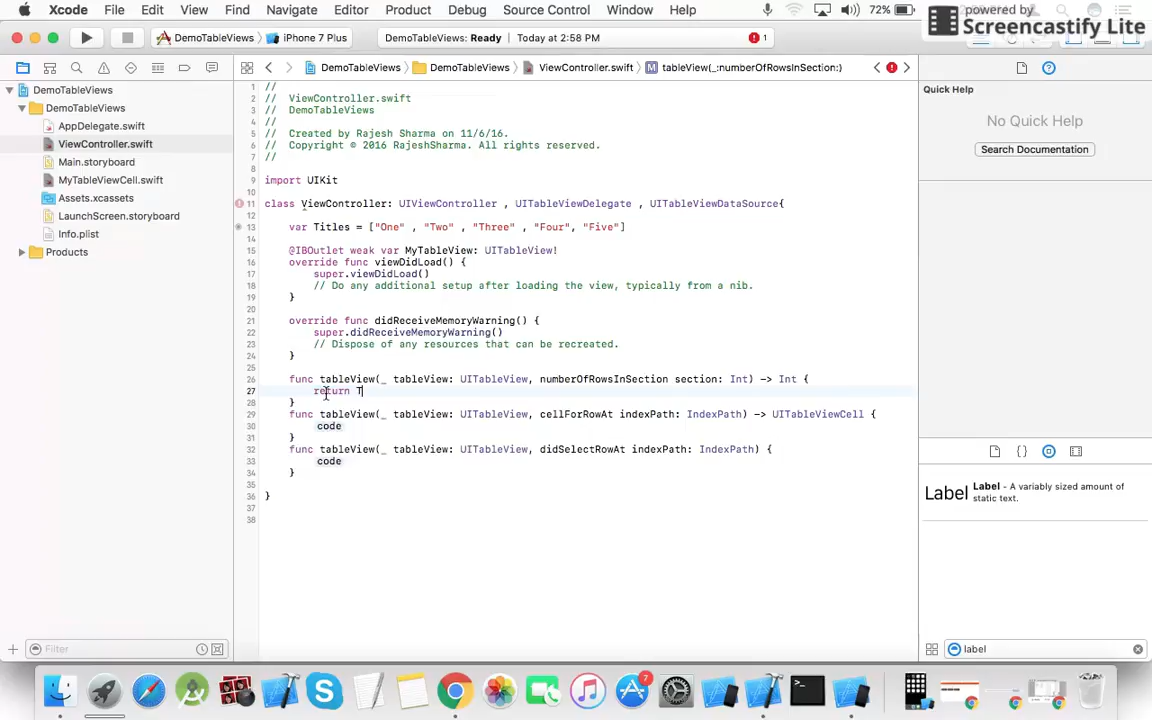 Xcode File Edit View Find Navigate Editor Product Debug Source Control Window Help 72%
powered by
Screencastify Lite
DemoTableViews iPhone 7 Plus DemoTableViews: Ready Today at 2:58 PM 1
DemoTableViews DemoTableViews ViewController.swift M tableView(_:numberOfRowsInSection:)
DemoTableViews
DemoTableViews
AppDelegate.swift
ViewController.swift
Main.storyboard
MyTableViewCell.swift
Assets.xcassets
LaunchScreen.storyboard
Info.plist
Products
Filter
1 //
2 // ViewController.swift
3 // DemoTableViews
4 //
5 // Created by Rajesh Sharma on 11/6/16.
6 // Copyright © 2016 RajeshSharma. All rights reserved.
7 //
8
9 import UIKit
10
11 class ViewController: UIViewController , UITableViewDelegate , UITableViewDataSource{
12
13 var Titles = ["One" , "Two" , "Three" , "Four", "Five"]
14
15 @IBOutlet weak var MyTableView: UITableView!
16 override func viewDidLoad() {
17 super.viewDidLoad()
18 // Do any additional setup after loading the view, typically from a nib.
19 }
20
21 override func didReceiveMemoryWarning() {
22 super.didReceiveMemoryWarning()
23 // Dispose of any resources that can be recreated.
24 }
25
26 func tableView(_ tableView: UITableView, numberOfRowsInSection section: Int) -> Int {
27 return T
28 }
29 func tableView(_ tableView: UITableView, cellForRowAt indexPath: IndexPath) -> UITableViewCell {
30 code
31 }
32 func tableView(_ tableView: UITableView, didSelectRowAt indexPath: IndexPath) {
33 code
34 }
35
36 }
37
38
Quick Help
No Quick Help
Search Documentation
Label
Label - A variably sized amount of
static text.
label
7